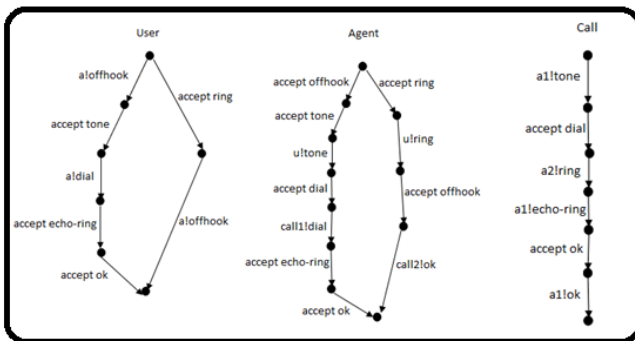 User
a!offhook
accept ring
accept tone
a!dial
accept echo-ring
a!offhook
accept ok
Agent
accept offhook
accept ring
accept tone
u!ring
u!tone
accept dial
accept offhook
call1!dial
accept echo-ring
call2!ok
accept ok
Call
a1!tone
accept dial
a2!ring
a1!echo-ring
accept ok
a1!ok